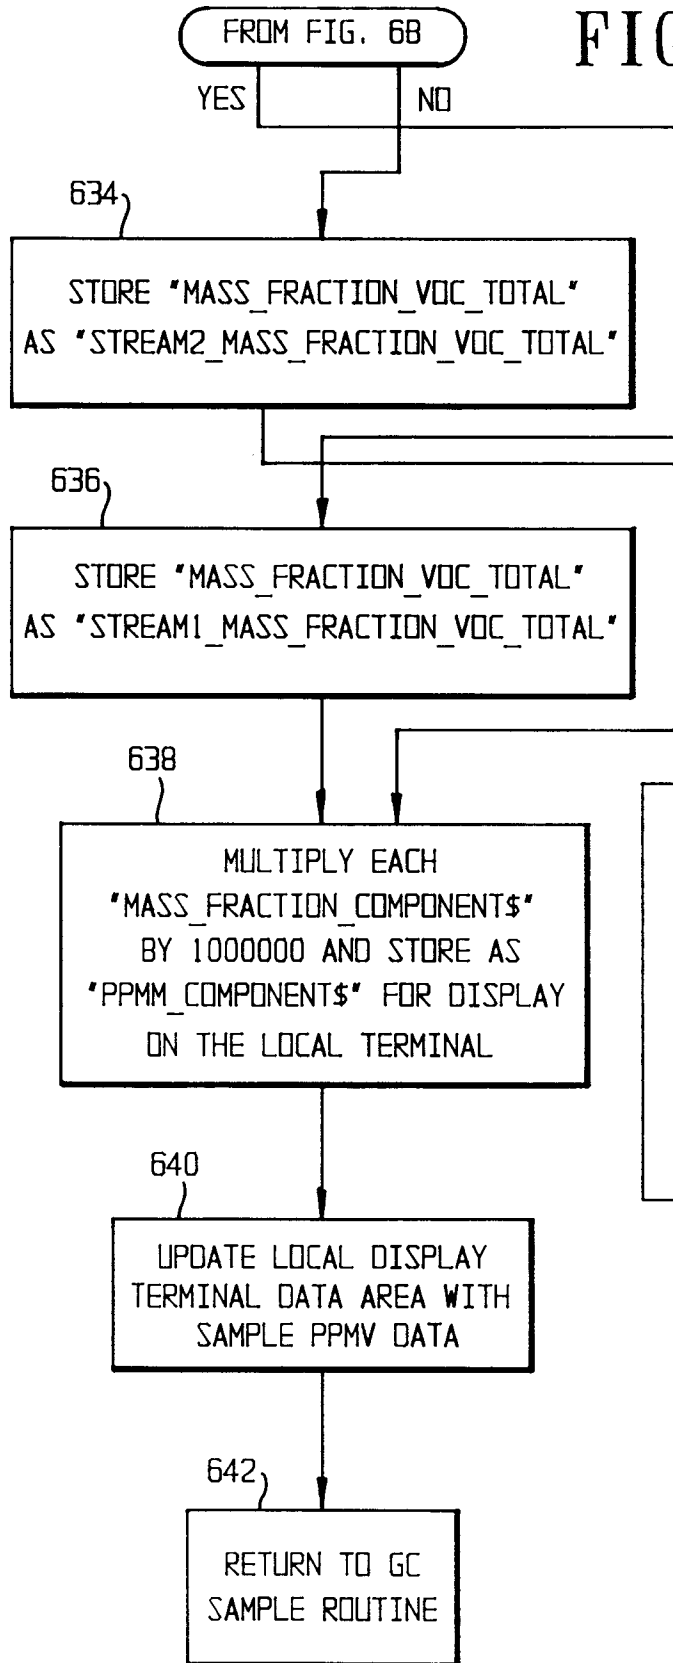 FROM FIG. 6B
FIG
YES
NO
634
STORE "MASS_FRACTION_VOC_TOTAL"
AS "STREAM2_MASS_FRACTION_VOC_TOTAL"
636
STORE "MASS_FRACTION_VOC_TOTAL"
AS "STREAM1_MASS_FRACTION_VOC_TOTAL"
638
MULTIPLY EACH
"MASS_FRACTION_COMPONENT$"
BY 1000000 AND STORE AS
"PPMM_COMPONENT$" FOR DISPLAY
ON THE LOCAL TERMINAL
640
UPDATE LOCAL DISPLAY
TERMINAL DATA AREA WITH
SAMPLE PPMV DATA
642
RETURN TO GC
SAMPLE ROUTINE